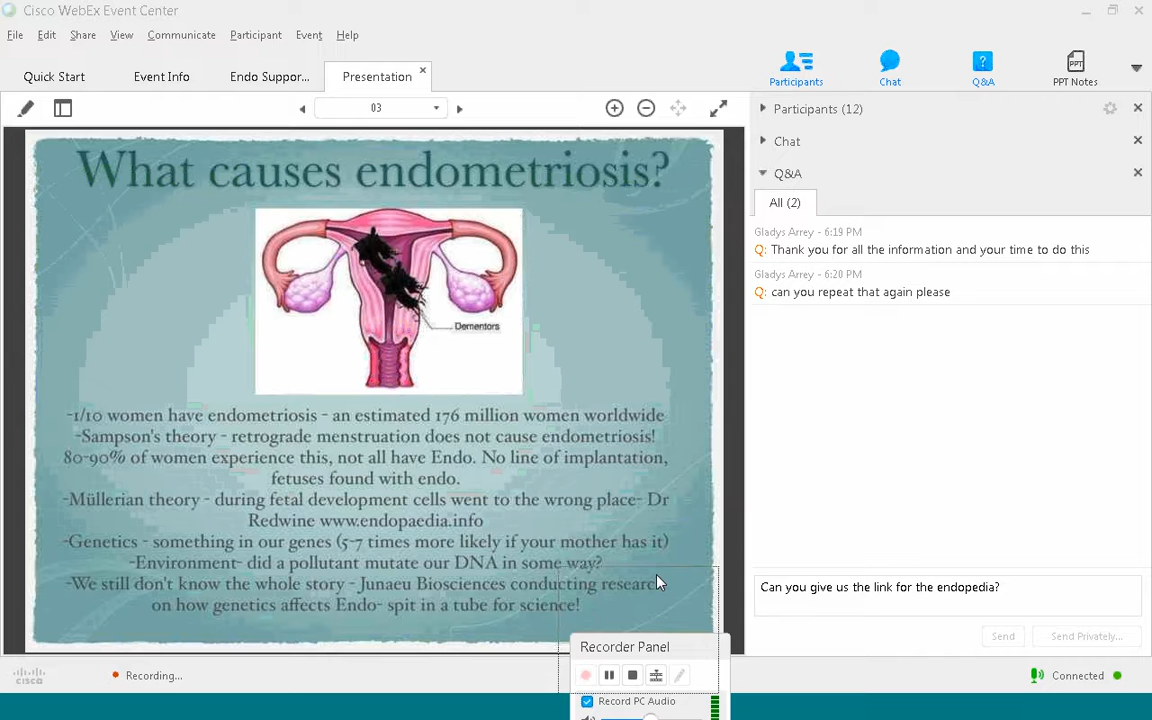 Cisco WebEx Event Center
File Edit Share View Communicate Participant Event Help
Participants Chat Q&A PPT Notes
Quick Start Event Info Endo Suppor... Presentation
03
Participants (12)
Chat
Q&A
All (2)
Gladys Arrey - 6:19 PM
Q: Thank you for all the information and your time to do this
Gladys Arrey - 6:20 PM
Q: can you repeat that again please
Can you give us the link for the endopedia?
Send Send Privately...
What causes endometriosis?
Dementors
-1/10 women have endometriosis - an estimated 176 million women worldwide
-Sampson's theory - retrograde menstruation does not cause endometriosis!
80-90% of women experience this, not all have Endo. No line of implantation,
fetuses found with endo.
-Müllerian theory - during fetal development cells went to the wrong place- Dr
Redwine www.endopaedia.info
-Genetics - something in our genes (5-7 times more likely if your mother has it)
-Environment- did a pollutant mutate our DNA in some way?
-We still don't know the whole story - Junaeu Biosciences conducting research
on how genetics affects Endo- spit in a tube for science!
Recorder Panel
Record PC Audio
cisco
Recording...
Connected